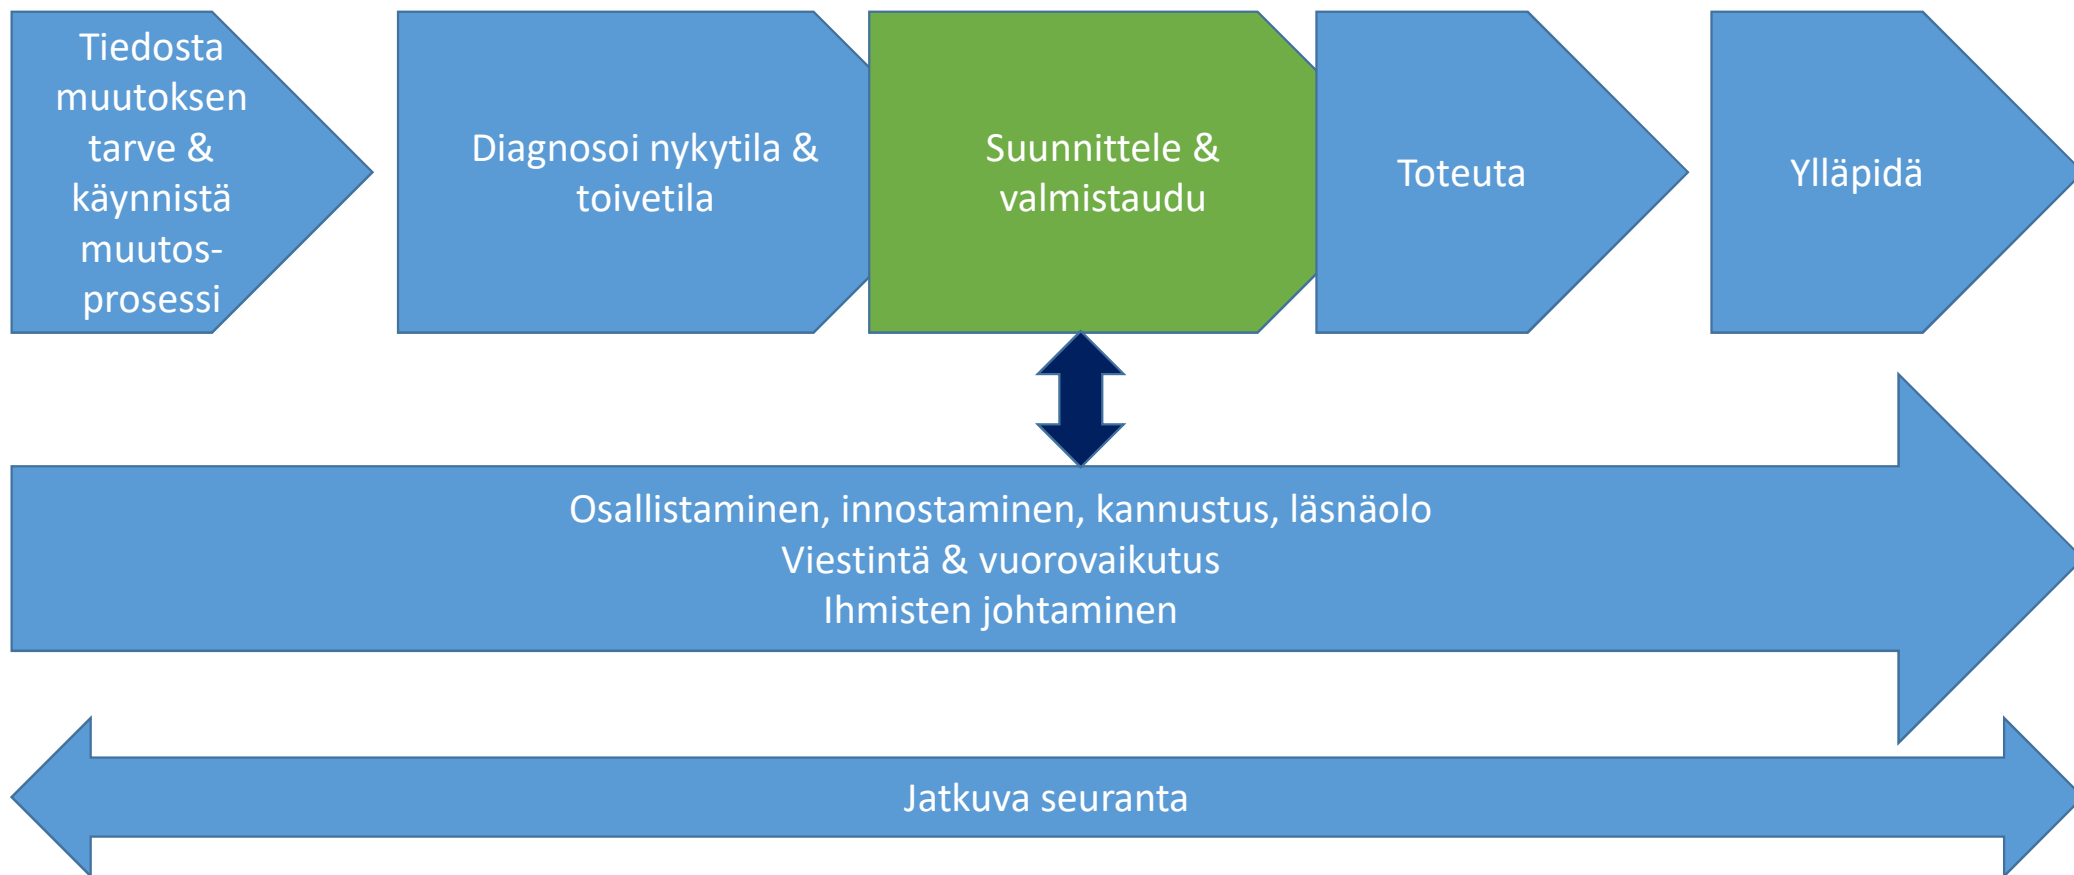 Tiedosta
muutoksen
tarve &
käynnistä
muutos-
prosessi
Diagnosoi nykytila &
toivetila
Suunnittele &
valmistaudu
Toteuta
Ylläpidä
Osallistaminen, innostaminen, kannustus, läsnäolo
Viestintä & vuorovaikutus
Ihmisten johtaminen
Jatkuva seuranta